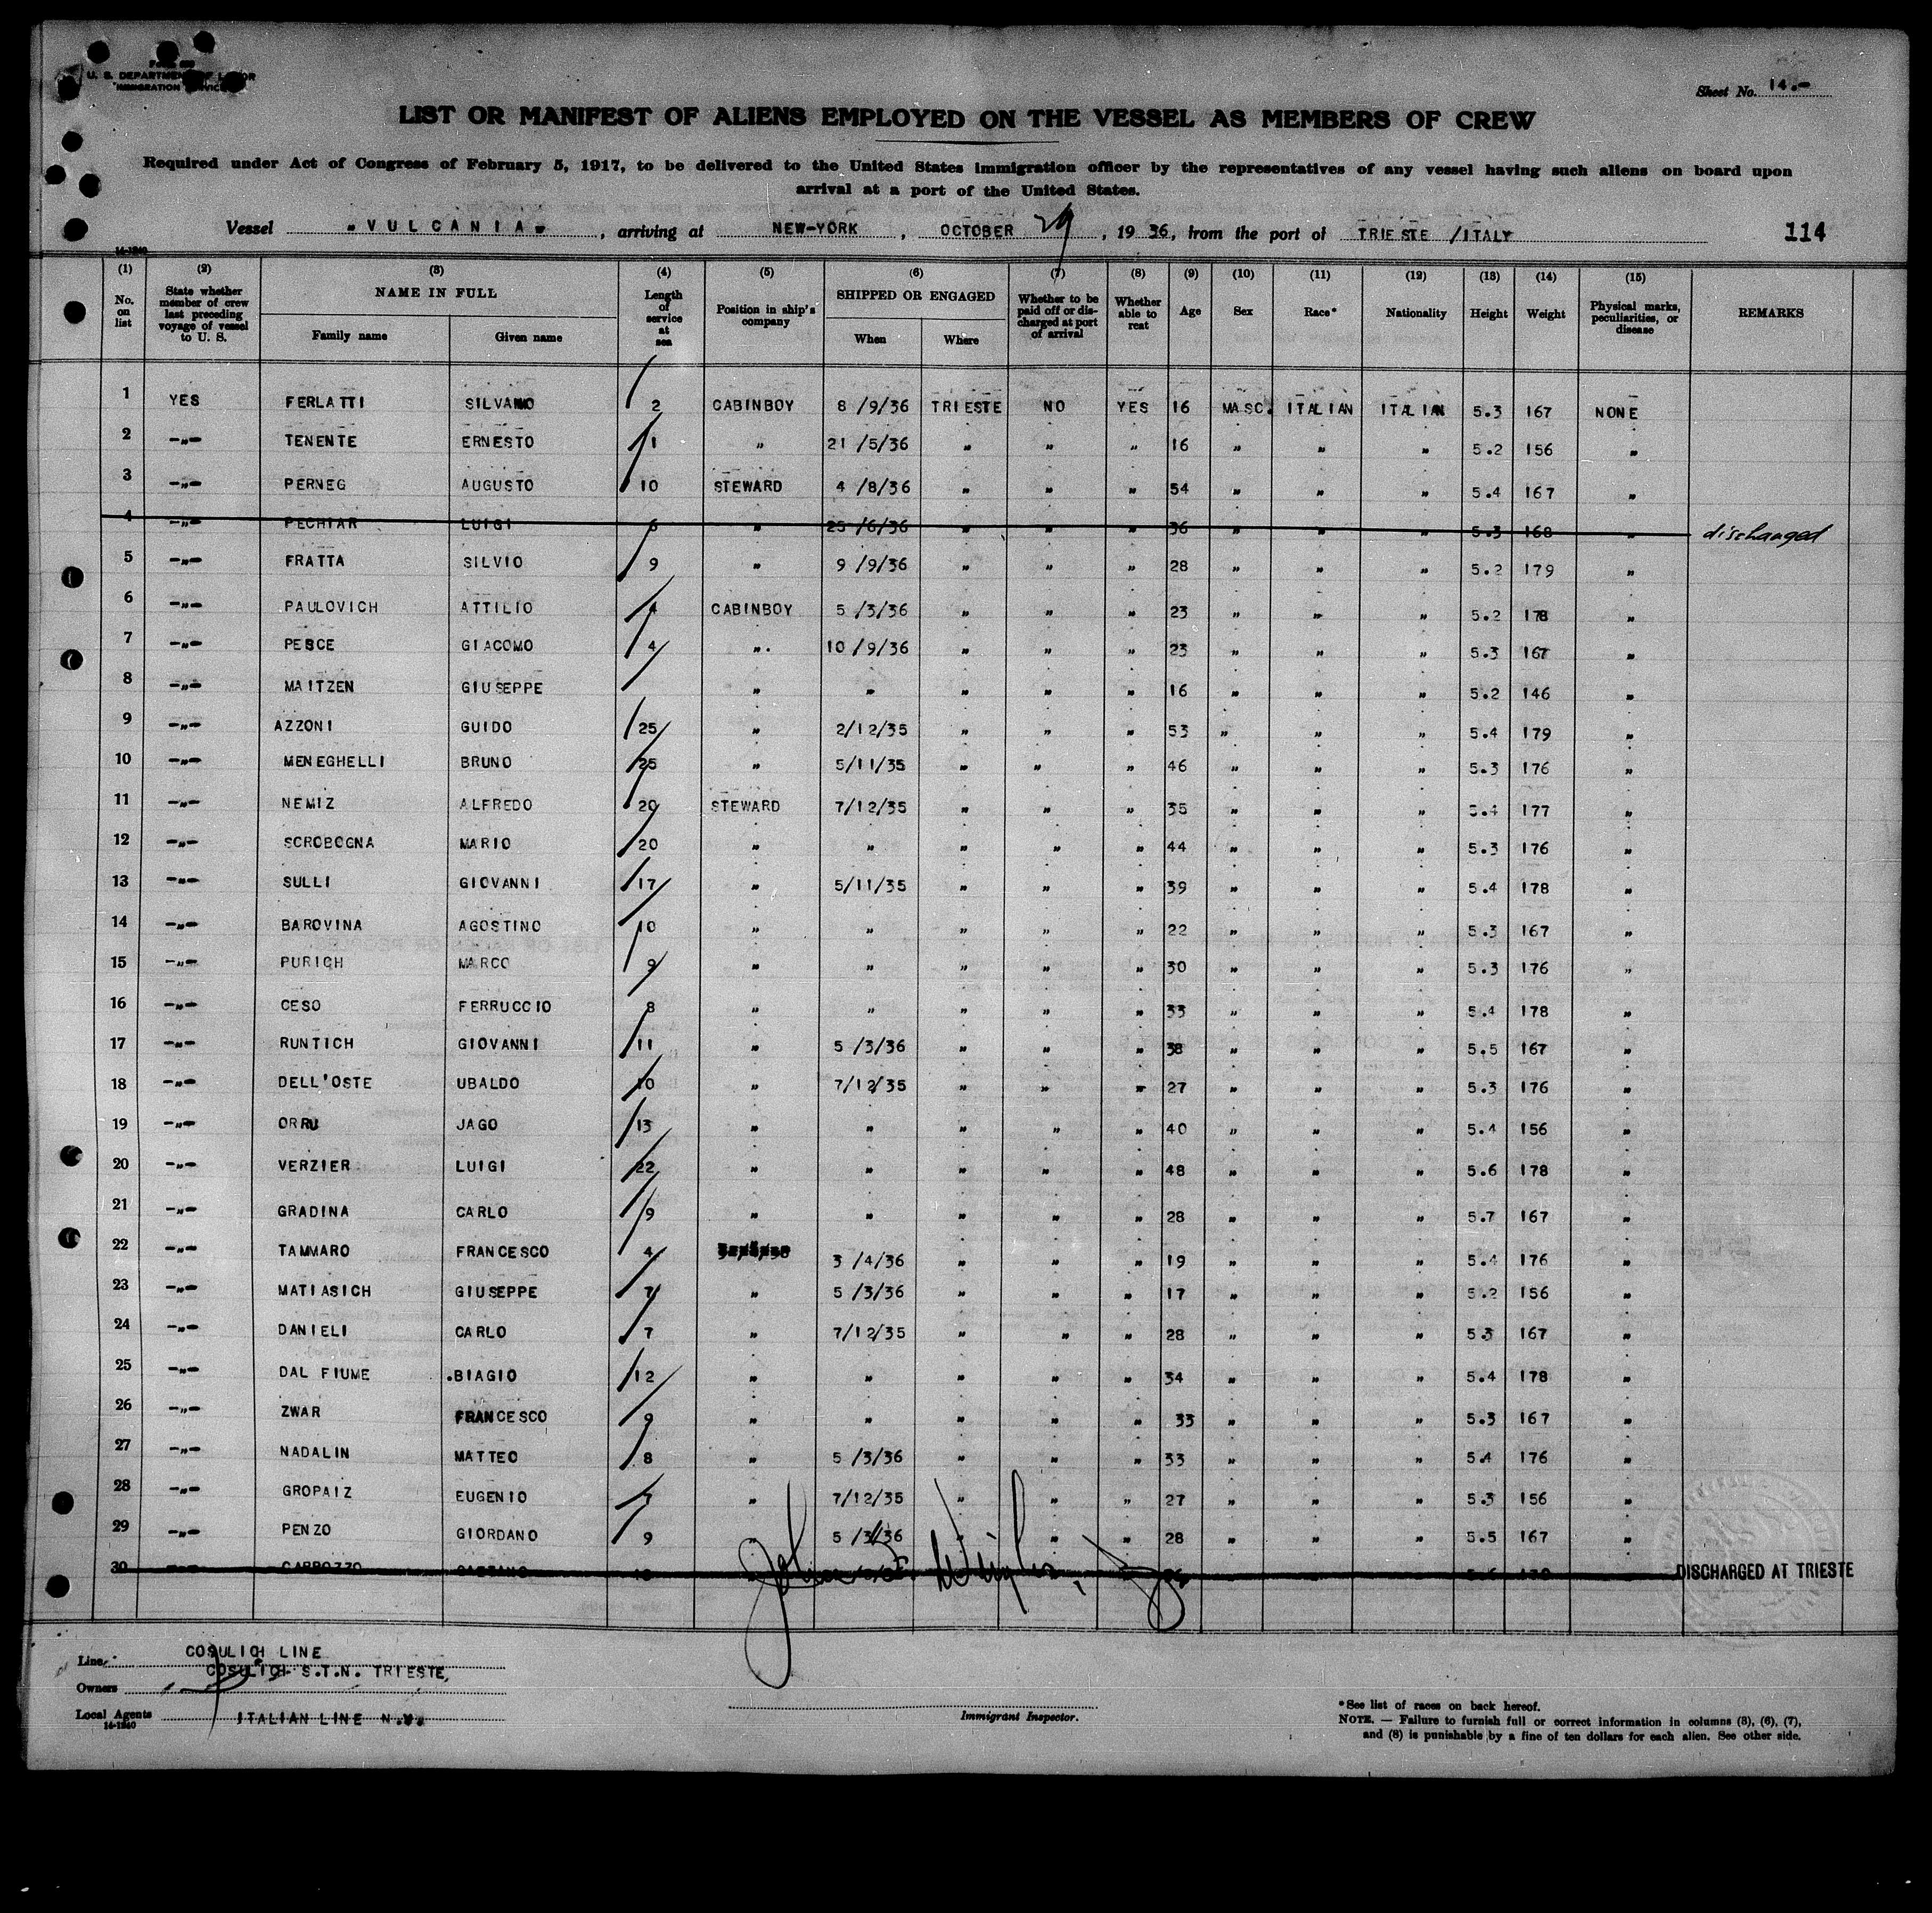 U. S. DEPARTMENT OF LABOR
IMMIGRATION SERVICE
Sheet No. 14.-
LIST OR MANIFEST OF ALIENS EMPLOYED ON THE VESSEL AS MEMBERS OF CREW
Required under Act of Congress of February 5, 1917, to be delivered to the United States immigration officer by the representatives of any vessel having such aliens on board upon
arrival at a port of the United States.
Vessel "VULCANIA", arriving at NEW-YORK, OCTOBER 29, 1936, from the port of TRIESTE /ITALY 114
14-1240
(1) (2) (3) (4) (5) (6) (7) (8) (9) (10) (11) (12) (13) (14) (15)
No. on list State whether member of crew last preceding voyage of vessel to U. S. NAME IN FULL Family name Given name Length of service at sea Position in ship's company SHIPPED OR ENGAGED When Where Whether to be paid off or discharged at port of arrival Whether able to read Age Sex Race* Nationality Height Weight Physical marks, peculiarities, or disease REMARKS
1 YES FERLATTI SILVANO 2 CABINBOY 8 /9/36 TRIESTE NO YES 16 MASC. ITALIAN ITALIAN 5.3 167 NONE
2 -"- TENENTE ERNESTO 1 " 21 /5/36 " " " 16 " " " 5.2 156 "
3 -"- PERNEG AUGUSTO 10 STEWARD 4 /8/36 " " " 54 " " " 5.4 167 "
4 -"- PECHIAR LUIGI 6 " 25 /6/36 " " " 36 " " " 5.3 168 " discharged
5 -"- FRATTA SILVIO 9 " 9 /9/36 " " " 28 " " " 5.2 179 "
6 -"- PAULOVICH ATTILIO 4 CABINBOY 5 /3/36 " " " 23 " " " 5.2 178 "
7 -"- PESCE GIACOMO 4 ". 10 /9/36 " " " 23 " " " 5.3 167 "
8 -"- MAITZEN GIUSEPPE " " " " " 16 " " " 5.2 146 "
9 -"- AZZONI GUIDO 25 " 2/12/35 " " " 53 " " " 5.4 179 "
10 -"- MENEGHELLI BRUNO 25 " 5/11/35 " " " 46 " " " 5.3 176 "
11 -"- NEMIZ ALFREDO 20 STEWARD 7/12/35 " " " 35 " " " 5.4 177 "
12 -"- SCROBOGNA MARIO 20 " " " " " 44 " " " 5.3 176 "
13 -"- SULLI GIOVANNI 17 " 5/11/35 " " " 39 " " " 5.4 178 "
14 -"- BAROVINA AGOSTINO 10 " " " " " 22 " " " 5.3 167 "
15 -"- PURICH MARCO 9 " " " " " 30 " " " 5.3 176 "
16 -"- CESO FERRUCCIO 8 " " " " " 33 " " " 5.4 178 "
17 -"- RUNTICH GIOVANNI 11 " 5 /3/36 " " " 38 " " " 5.5 167 "
18 -"- DELL'OSTE UBALDO 10 " 7/12/35 " " " 27 " " " 5.3 176 "
19 -"- ORRU JAGO 13 " " " " " 40 " " " 5.4 156 "
20 -"- VERZIER LUIGI 22 " " " " " 48 " " " 5.6 178 "
21 -"- GRADINA CARLO 9 " " " " " 28 " " " 5.7 167 "
22 -"- TAMMARO FRANCESCO 4 3 /4/36 " " " 19 " " " 5.4 176 "
23 -"- MATIASICH GIUSEPPE 7 " 5 /3/36 " " " 17 " " " 5.2 156 "
24 -"- DANIELI CARLO 7 " 7/12/35 " " " 28 " " " 5.3 167 "
25 -"- DAL FIUME .BIAGIO 12 " " " " " 34 " " " 5.4 178 "
26 -"- ZWAR FRANCESCO 9 " " " " " 33 " " " 5.3 167 "
27 -"- NADALIN MATTEO 8 " 5 /3/36 " " " 33 " " " 5.4 176 "
28 -"- GROPAIZ EUGENIO 7 " 7/12/35 " " " 27 " " " 5.3 156 "
29 -"- PENZO GIORDANO 9 " 5 /3/36 " " " 28 " " " 5.5 167 "
30 DISCHARGED AT TRIESTE
Line COSULICH LINE
Owners COSULICH S.T.N. TRIESTE,
Local Agents ITALIAN LINE N.Y.
14-1240
Immigrant Inspector.
*See list of races on back hereof.
NOTE. — Failure to furnish full or correct information in columns (3), (6), (7),
and (8) is punishable by a fine of ten dollars for each alien. See other side.